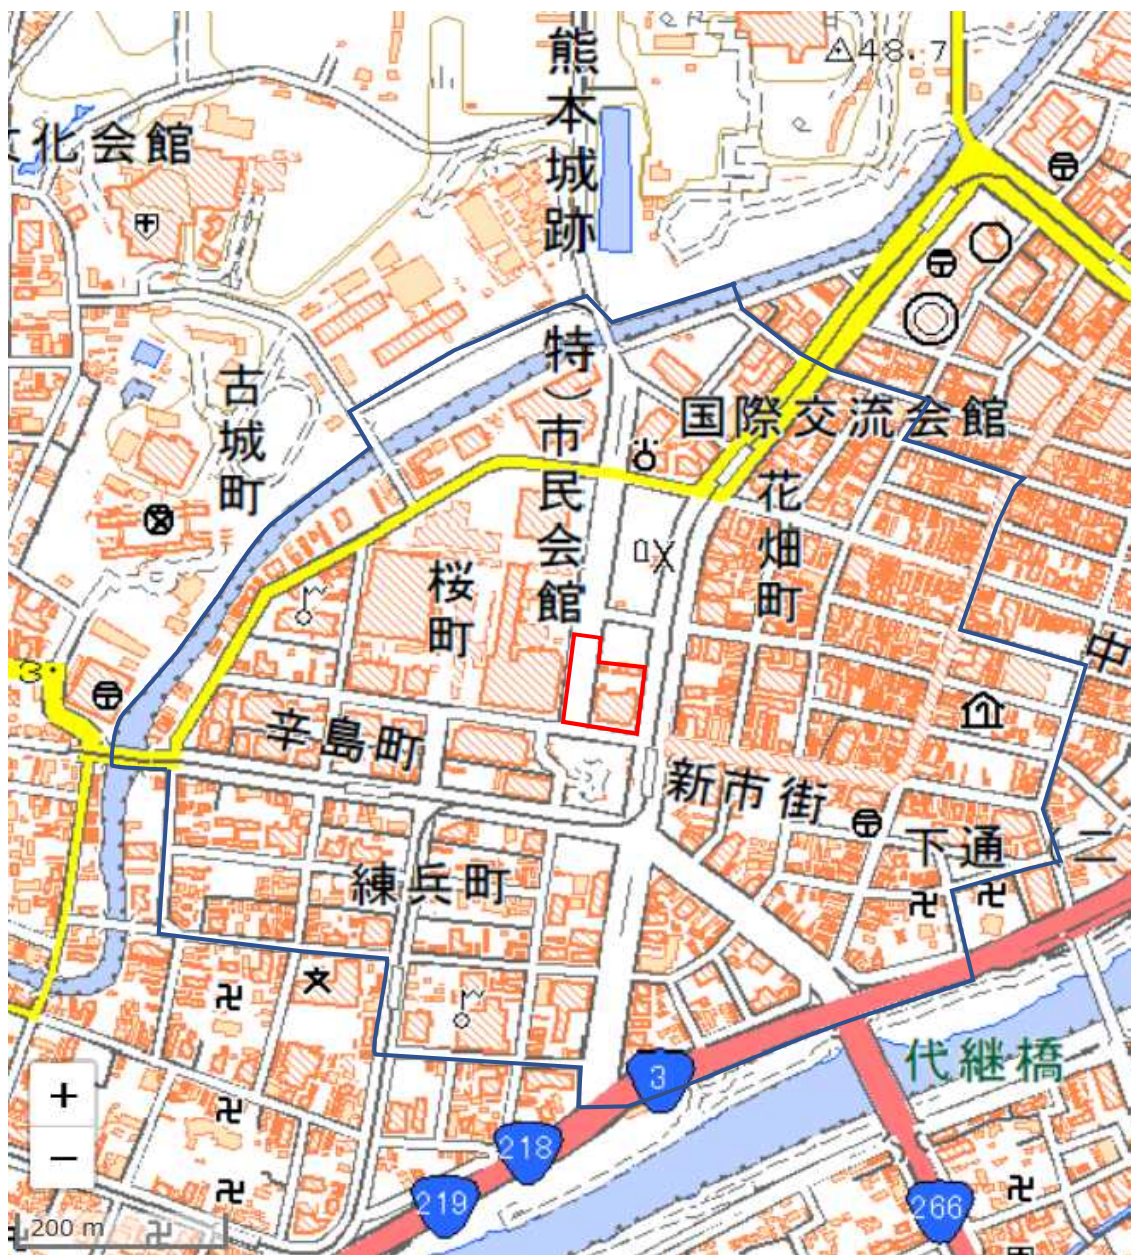 熊本城跡
48.7
文化会館
特)市民会館
古城町
国際交流会館
花畑町
桜町
3
中
辛島町
新市街
下通
二
練兵町
代継橋
3
218
219
266
+
−
200 m